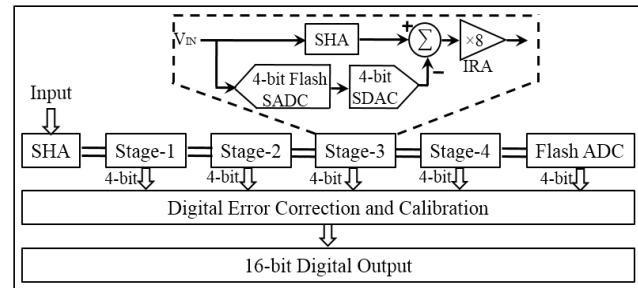 V_IN
SHA
+
Σ
×8
−
IRA
4-bit Flash
SADC
4-bit
SDAC
Input
SHA
Stage-1
Stage-2
Stage-3
Stage-4
Flash ADC
4-bit
4-bit
4-bit
4-bit
4-bit
Digital Error Correction and Calibration
16-bit Digital Output